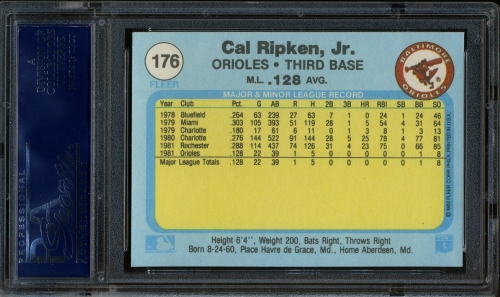 176
FLEER
Cal Ripken, Jr.
ORIOLES • THIRD BASE
M.L. .128 AVG.
BALTIMORE
ORIOLES
MAJOR & MINOR LEAGUE RECORD
Year Club Pct. G AB R H 2B 3B HR RBI SB BB SO
1978 Bluefield .264 63 239 27 63 7 1 0 24 1 24 46
1979 Miami .303 105 393 51 119 28 1 5 54 4 31 64
1979 Charlotte .180 17 61 6 11 0 1 3 8 3 13
1980 Charlotte .276 144 522 91 144 28 5 25 78 4 77 81
1981 Rochester .288 114 437 74 126 31 4 23 75 0 66 85
1981 Orioles .128 22 39 1 5 0 0 0 0 0 1 8
Major League Totals .128 22 39 1 5 0 0 0 0 0 1 8
Height 6'4", Weight 200, Bats Right, Throws Right
Born 8-24-60, Place Havre de Grace, Md., Home Aberdeen, Md.
© 1982 FLEER CORP. PHILA. PRINTED IN U.S.A.
PSA
PROFESSIONAL